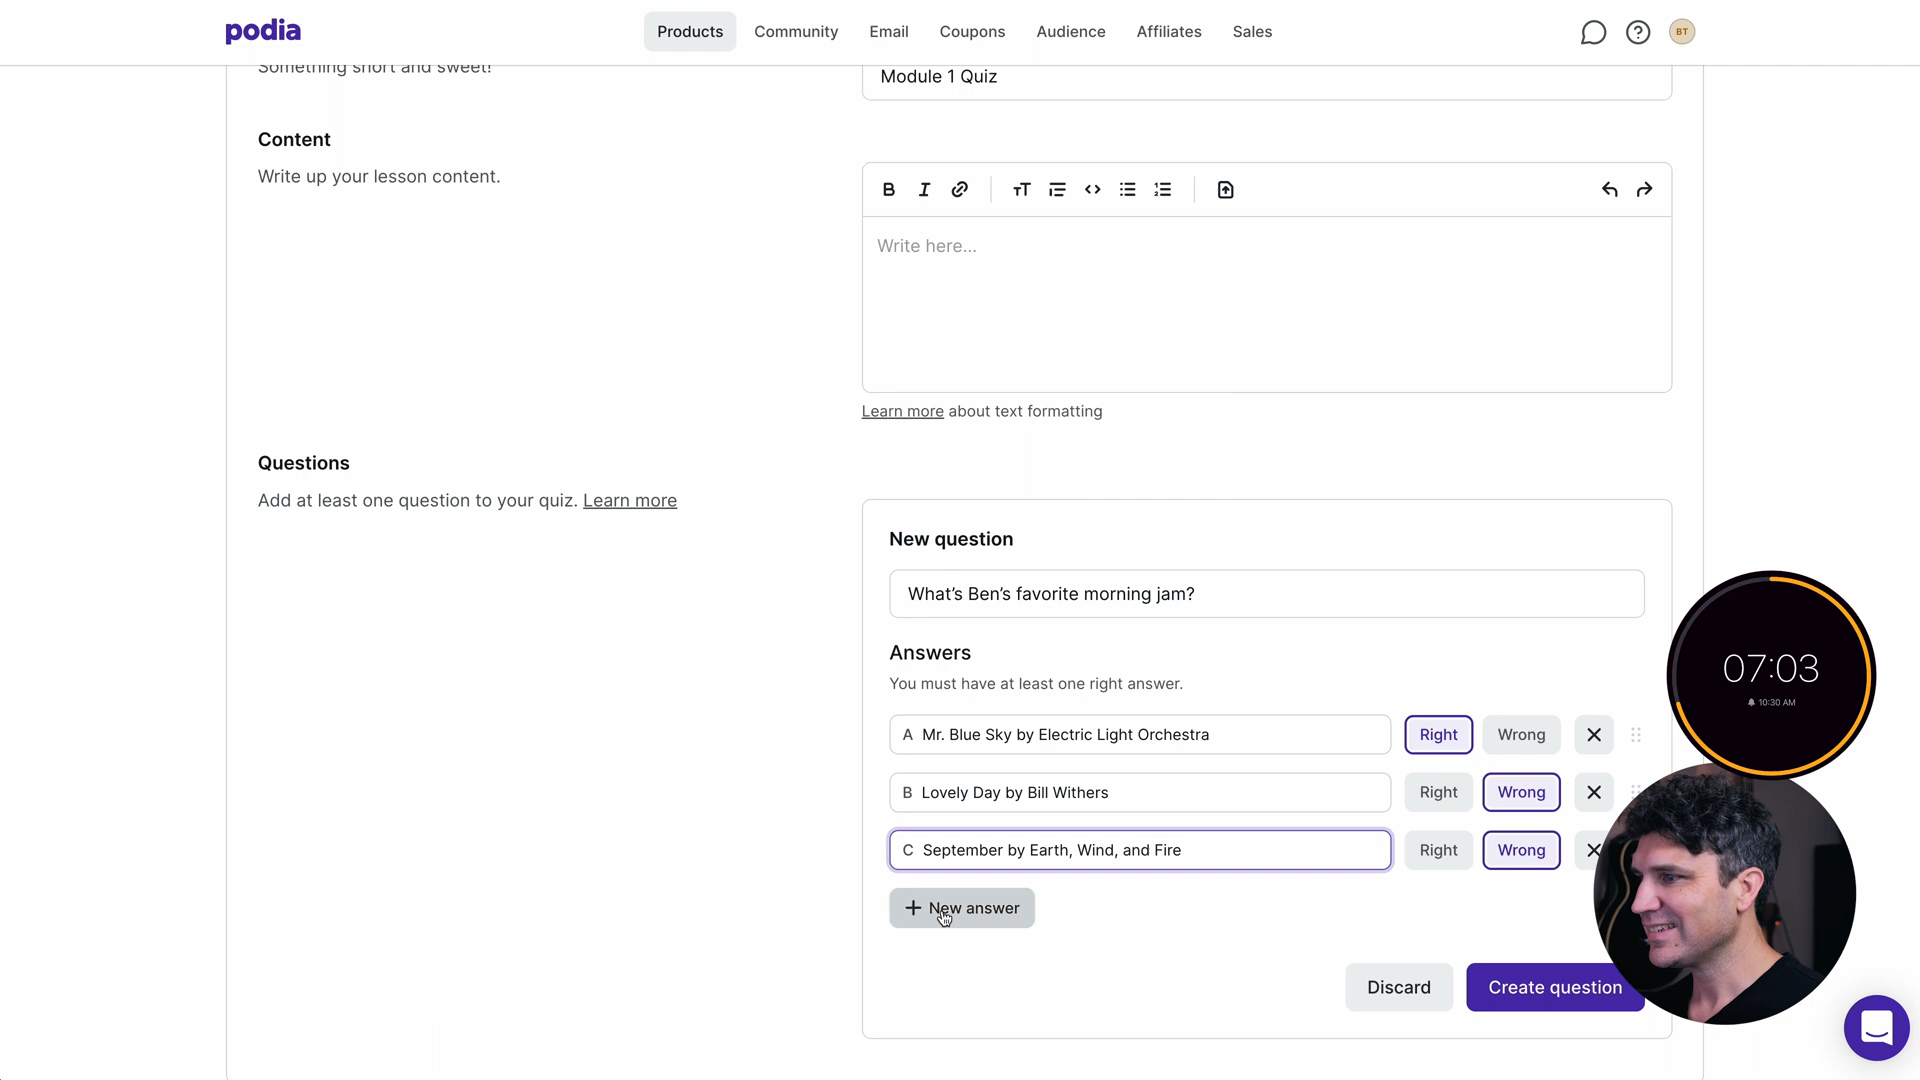 podia
Products
Community
Email
Coupons
Audience
Affiliates
Sales
BT
Something short and sweet!
Module 1 Quiz
Content
Write up your lesson content.
Write here...
Learn more about text formatting
Questions
Add at least one question to your quiz. Learn more
New question
What's Ben's favorite morning jam?
Answers
You must have at least one right answer.
A Mr. Blue Sky by Electric Light Orchestra Right Wrong
B Lovely Day by Bill Withers Right Wrong
C September by Earth, Wind, and Fire Right Wrong
New answer
Discard
Create question
07:03
10:30 AM